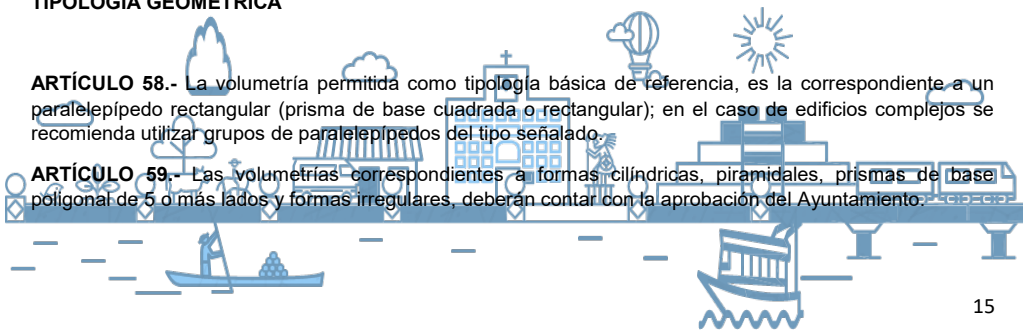 TIPOLOGÍA GEOMÉTRICA
ARTÍCULO 58.- La volumetría permitida como tipología básica de referencia, es la correspondiente a un
paralelepípedo rectangular (prisma de base cuadrada o rectangular); en el caso de edificios complejos se
recomienda utilizar grupos de paralelepípedos del tipo señalado.
ARTÍCULO 59.- Las volumetrías correspondientes a formas cilíndricas, piramidales, prismas de base
poligonal de 5 o más lados y formas irregulares, deberán contar con la aprobación del Ayuntamiento.
15